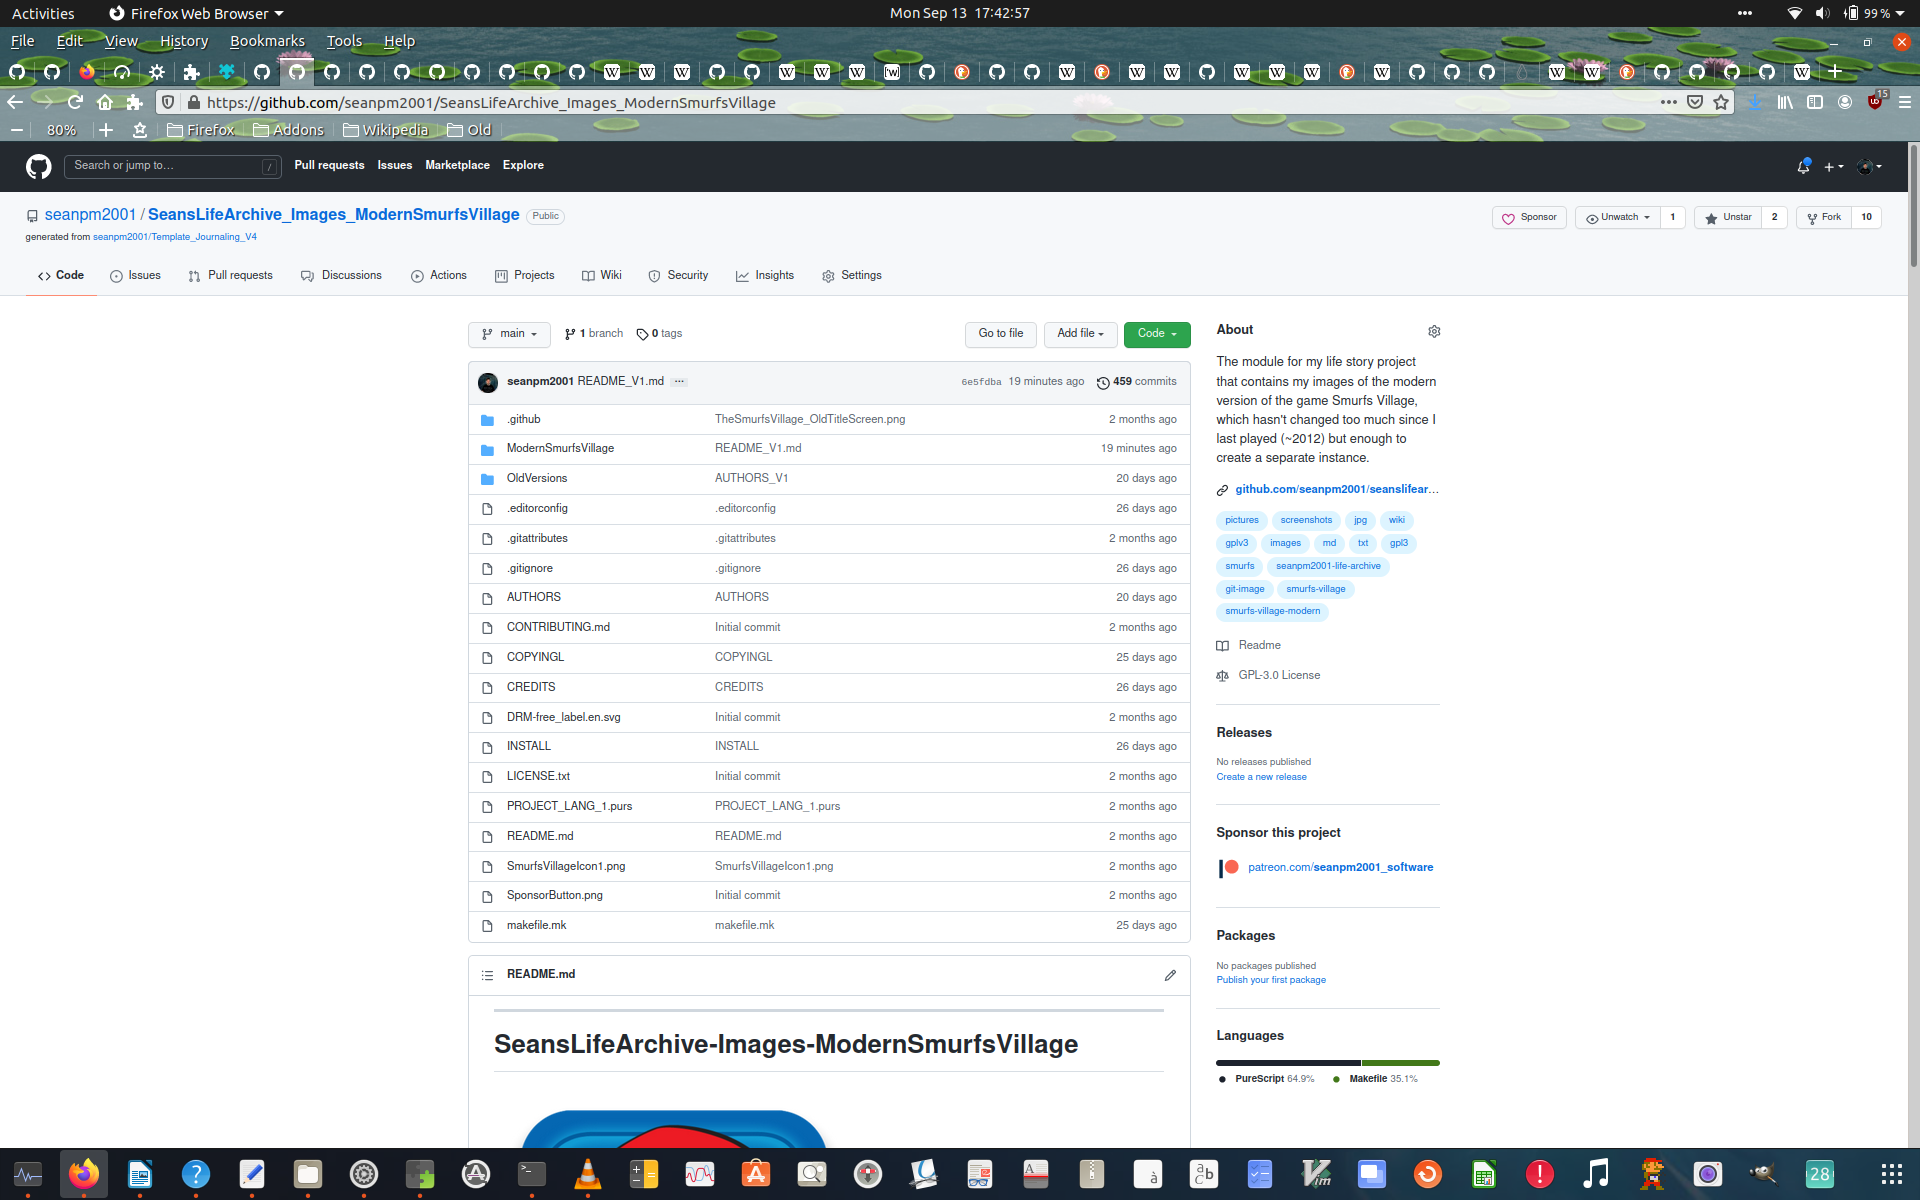 Activities Firefox Web Browser Mon Sep 13 17:42:57 99 %
File Edit View History Bookmarks Tools Help
https://github.com/seanpm2001/SeansLifeArchive_Images_ModernSmurfsVillage 15
80% Firefox Addons Wikipedia Old
Search or jump to… / Pull requests Issues Marketplace Explore
seanpm2001 / SeansLifeArchive_Images_ModernSmurfsVillage Public Sponsor Unwatch 1 Unstar 2 Fork 10
generated from seanpm2001/Template_Journaling_V4
Code Issues Pull requests Discussions Actions Projects Wiki Security Insights Settings
main 1 branch 0 tags Go to file Add file Code
seanpm2001 README_V1.md ... 6e5fdba 19 minutes ago 459 commits
.github TheSmurfsVillage_OldTitleScreen.png 2 months ago
ModernSmurfsVillage README_V1.md 19 minutes ago
OldVersions AUTHORS_V1 20 days ago
.editorconfig .editorconfig 26 days ago
.gitattributes .gitattributes 2 months ago
.gitignore .gitignore 26 days ago
AUTHORS AUTHORS 20 days ago
CONTRIBUTING.md Initial commit 2 months ago
COPYINGL COPYINGL 25 days ago
CREDITS CREDITS 26 days ago
DRM-free_label.en.svg Initial commit 2 months ago
INSTALL INSTALL 26 days ago
LICENSE.txt Initial commit 2 months ago
PROJECT_LANG_1.purs PROJECT_LANG_1.purs 2 months ago
README.md README.md 2 months ago
SmurfsVillageIcon1.png SmurfsVillageIcon1.png 2 months ago
SponsorButton.png Initial commit 2 months ago
makefile.mk makefile.mk 25 days ago
README.md
SeansLifeArchive-Images-ModernSmurfsVillage
About
The module for my life story project
that contains my images of the modern
version of the game Smurfs Village,
which hasn't changed too much since I
last played (~2012) but enough to
create a separate instance.
github.com/seanpm2001/seanslifear…
pictures screenshots jpg wiki
gplv3 images md txt gpl3
smurfs seanpm2001-life-archive
git-image smurfs-village
smurfs-village-modern
Readme
GPL-3.0 License
Releases
No releases published
Create a new release
Sponsor this project
patreon.com/seanpm2001_software
Packages
No packages published
Publish your first package
Languages
PureScript 64.9% Makefile 35.1%
28